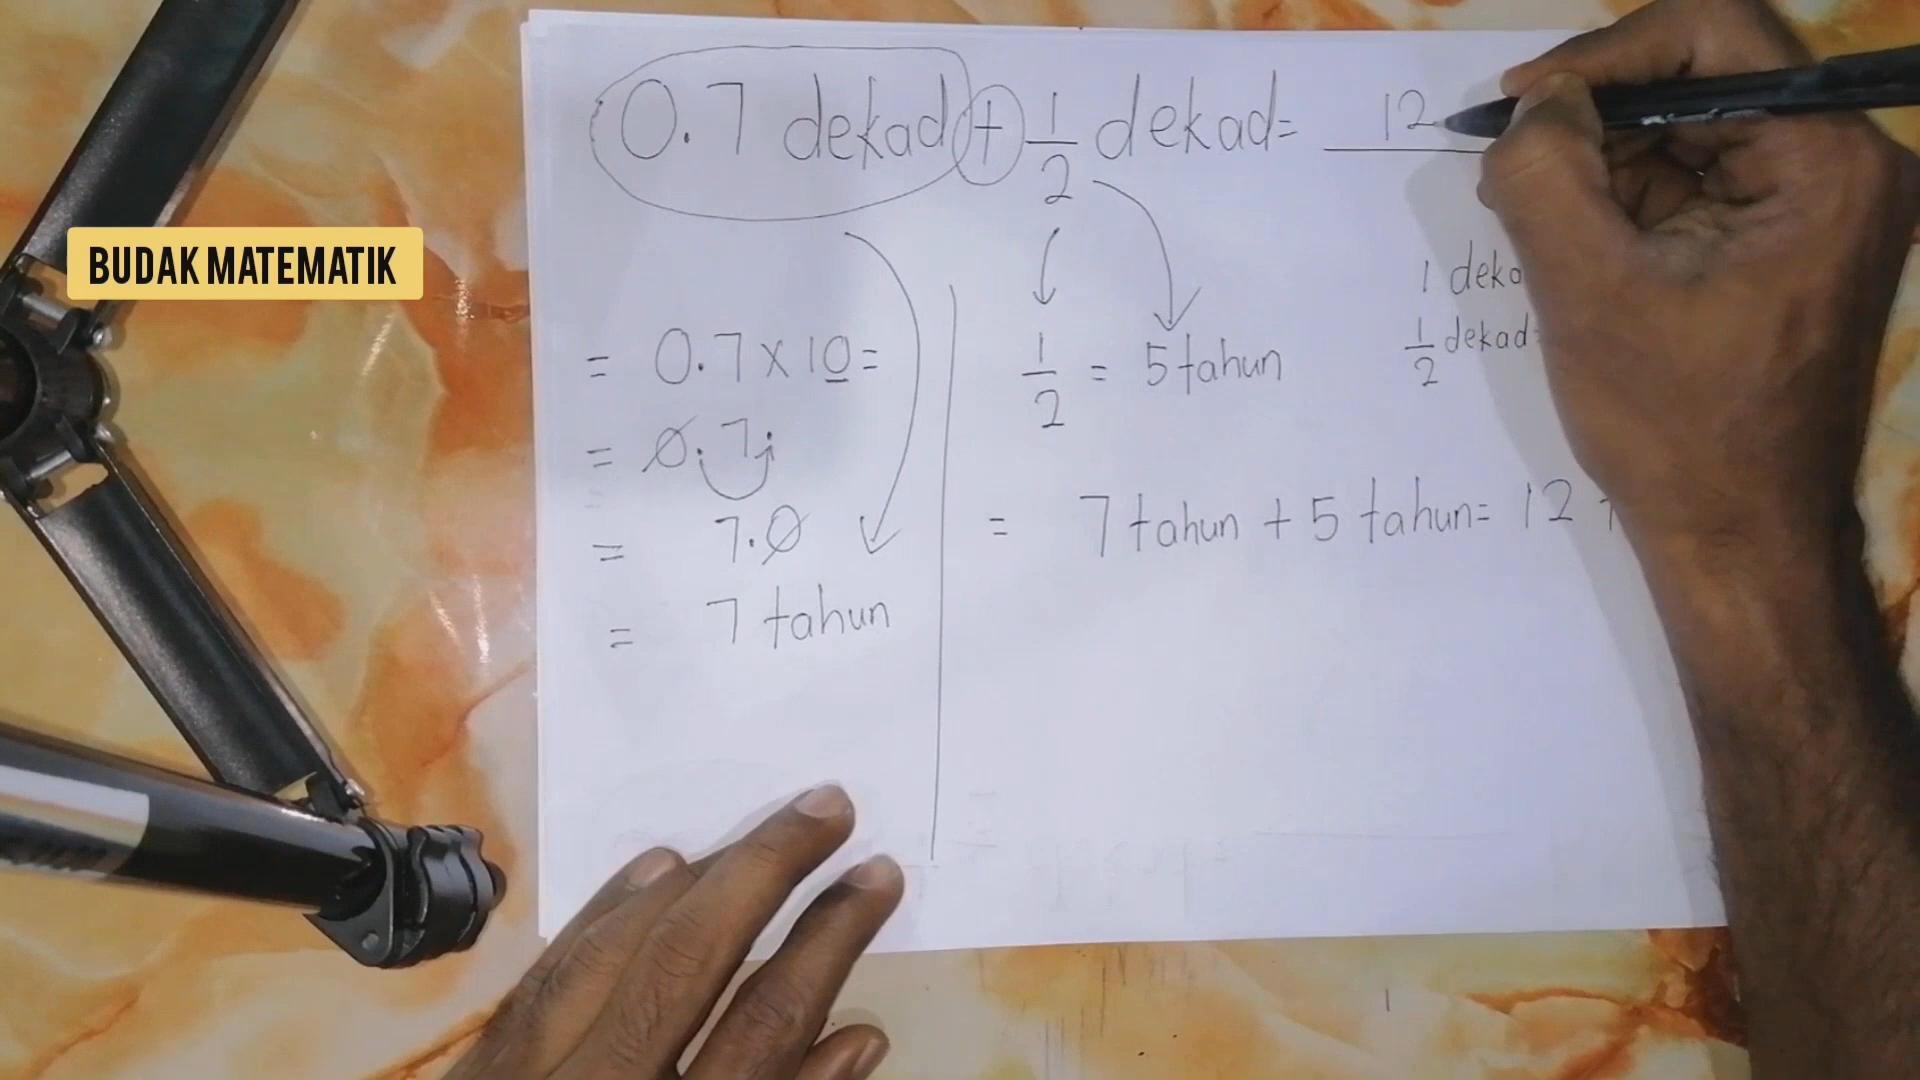 0.7 dekad + 1/2 dekad = 12
BUDAK MATEMATIK
1
1/2 dekad =
= 0.7 x 10 =
= 0.7.
= 7.0
= 7 tahun
1/2 = 5 tahun
= 7 tahun + 5 tahun = 12